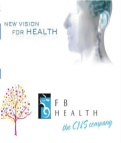 NEW VISION
FOR HEALTH
FB
HEALTH
the CNS company